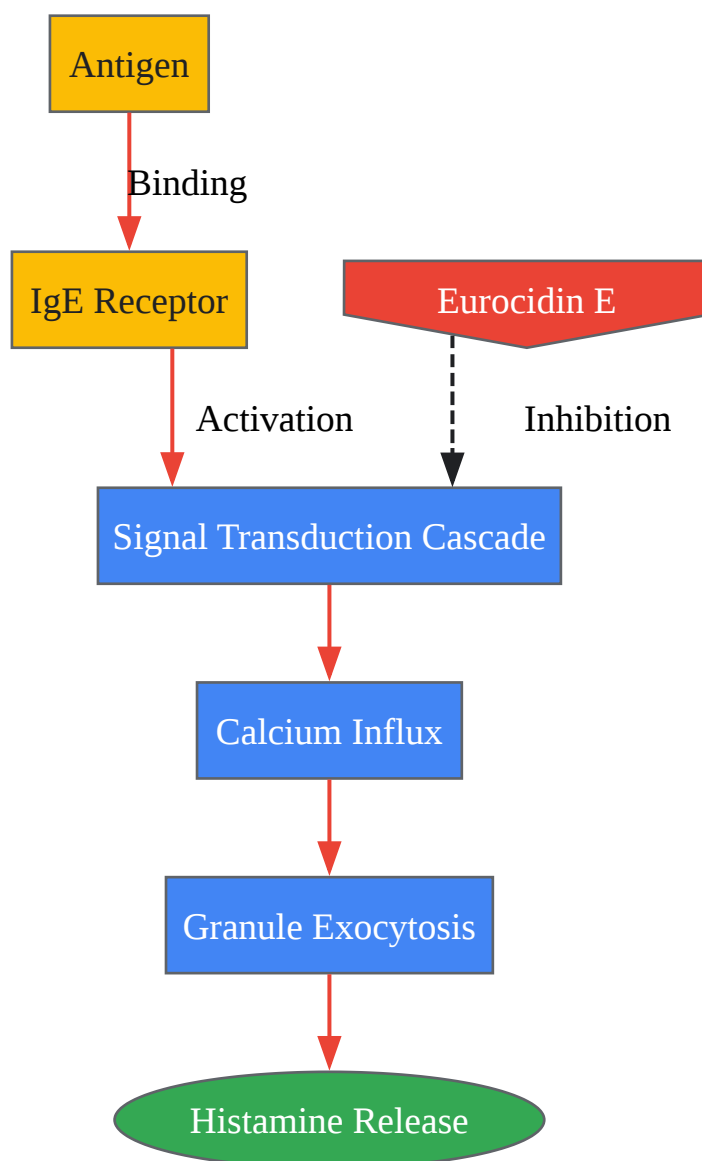 Antigen
Binding
IgE Receptor
Eurocidin E
Activation
Inhibition
Signal Transduction Cascade
Calcium Influx
Granule Exocytosis
Histamine Release